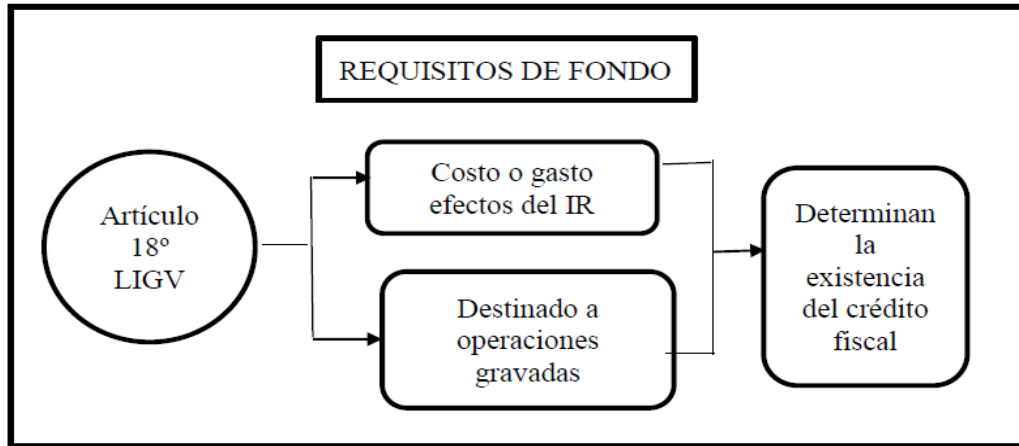 REQUISITOS DE FONDO
Artículo
18º
LIGV
Costo o gasto
efectos del IR
Destinado a
operaciones
gravadas
Determinan
la
existencia
del crédito
fiscal